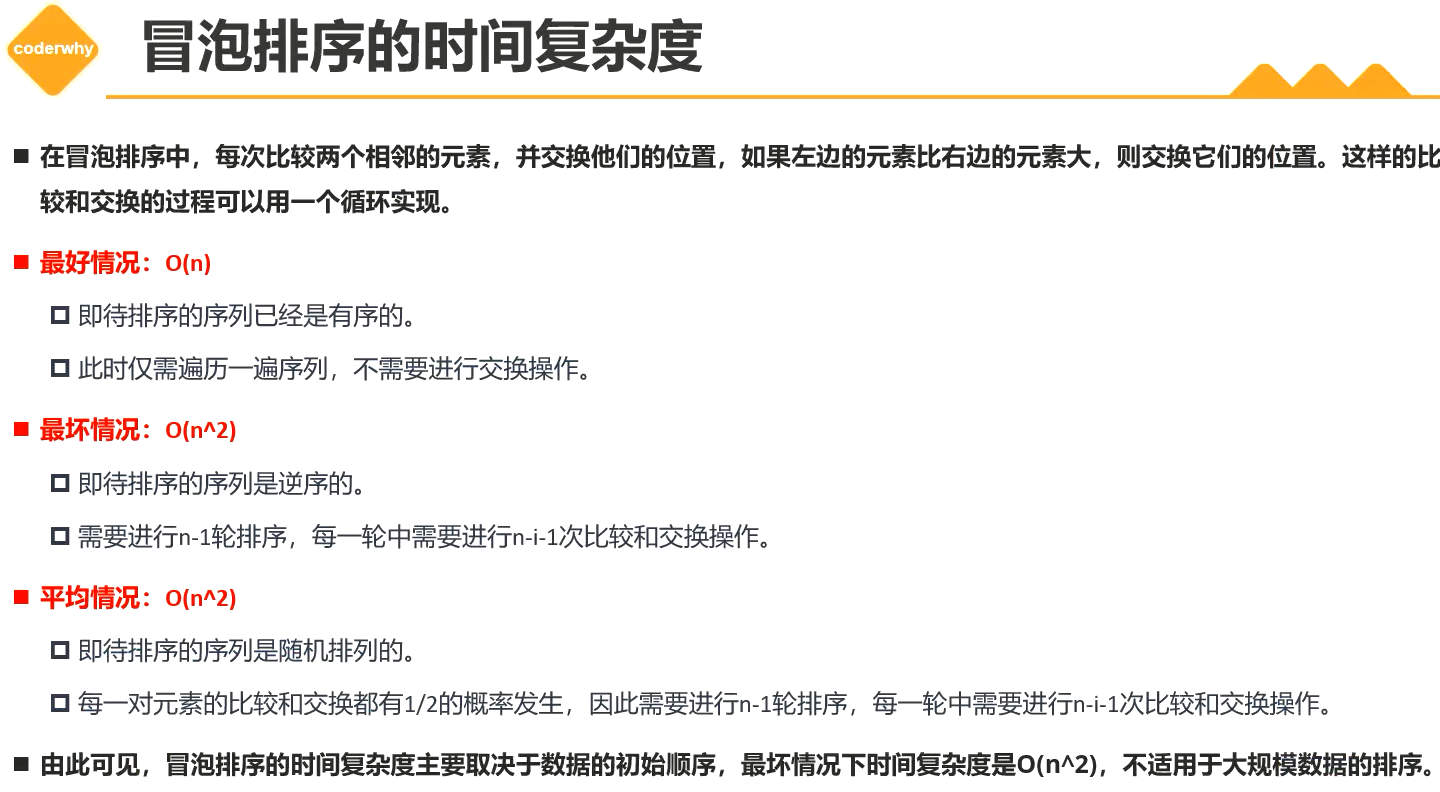 coderwhy
冒泡排序的时间复杂度
在冒泡排序中，每次比较两个相邻的元素，并交换他们的位置，如果左边的元素比右边的元素大，则交换它们的位置。这样的比
较和交换的过程可以用一个循环实现。
最好情况：O(n)
即待排序的序列已经是有序的。
此时仅需遍历一遍序列，不需要进行交换操作。
最坏情况：O(n^2)
即待排序的序列是逆序的。
需要进行n-1轮排序，每一轮中需要进行n-i-1次比较和交换操作。
平均情况：O(n^2)
即待排序的序列是随机排列的。
每一对元素的比较和交换都有1/2的概率发生，因此需要进行n-1轮排序，每一轮中需要进行n-i-1次比较和交换操作。
由此可见，冒泡排序的时间复杂度主要取决于数据的初始顺序，最坏情况下时间复杂度是O(n^2)，不适用于大规模数据的排序。